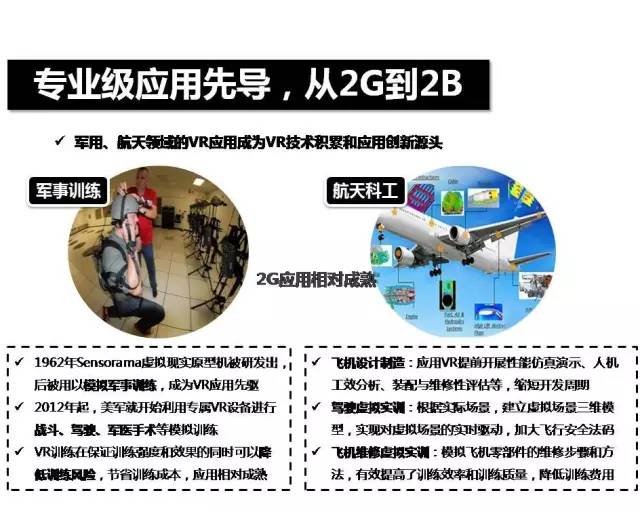 专业级应用先导，从2G到2B
✓ 军用、航天领域的VR应用成为VR技术积累和应用创新源头
军事训练
航天科工
2G应用相对成熟
✓ 1962年Sensorama虚拟现实原型机被研发出，
后被用以模拟军事训练，成为VR应用先驱
✓ 2012年起，美军就开始利用专属VR设备进行
战斗、驾驶、军医手术等模拟训练
✓ VR训练在保证训练强度和效果的同时可以降
低训练风险，节省训练成本，应用相对成熟
✓ 飞机设计制造：应用VR提前开展性能仿真演示、人机
工效分析、装配与维修性评估等，缩短开发周期
✓ 驾驶虚拟实训：根据实际场景，建立虚拟场景三维模
型，实现对虚拟场景的实时驱动，加大飞行安全法码
✓ 飞机维修虚拟实训：模拟飞机零部件的维修步骤和方
法，有效提高了训练效率和训练质量，降低训练费用
Cabin
Engine
Systems